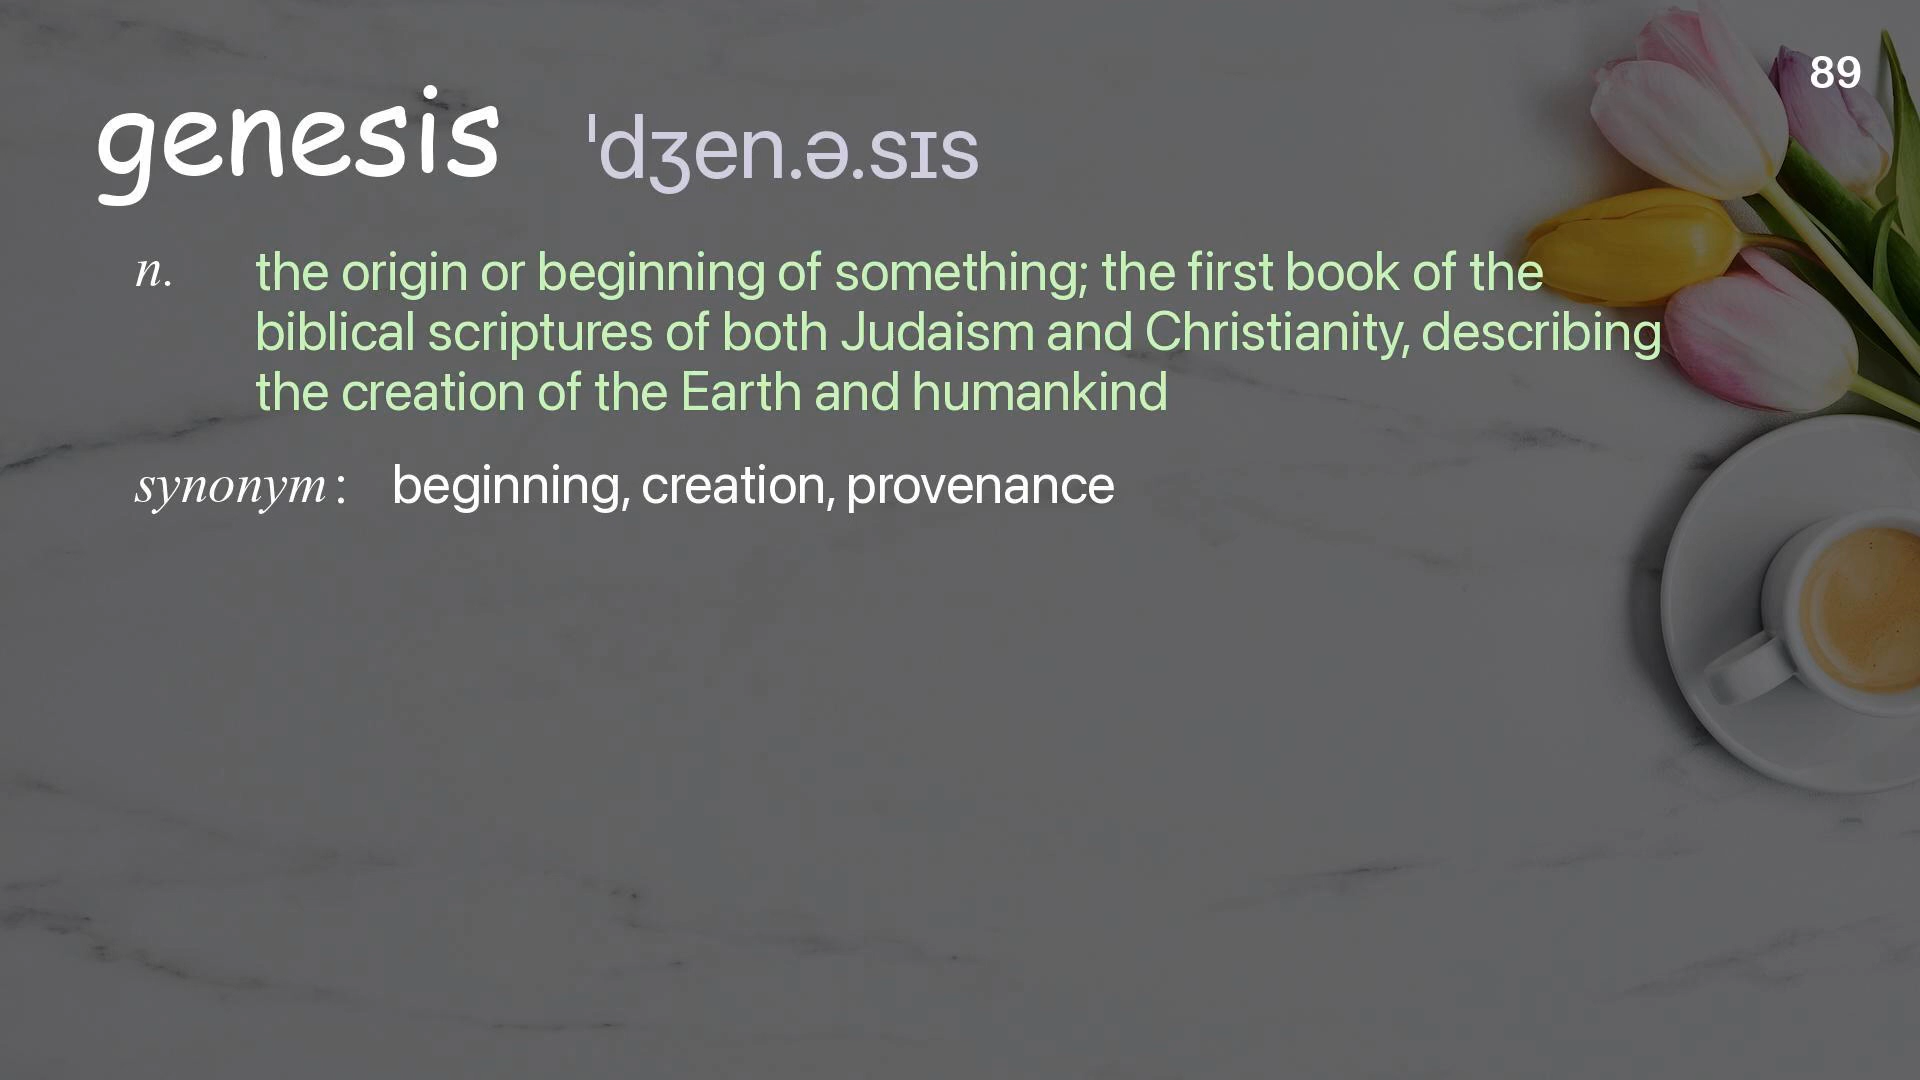 89
genesis ˈdʒen.ə.sɪs
n. the origin or beginning of something; the first book of the
biblical scriptures of both Judaism and Christianity, describing
the creation of the Earth and humankind
synonym : beginning, creation, provenance